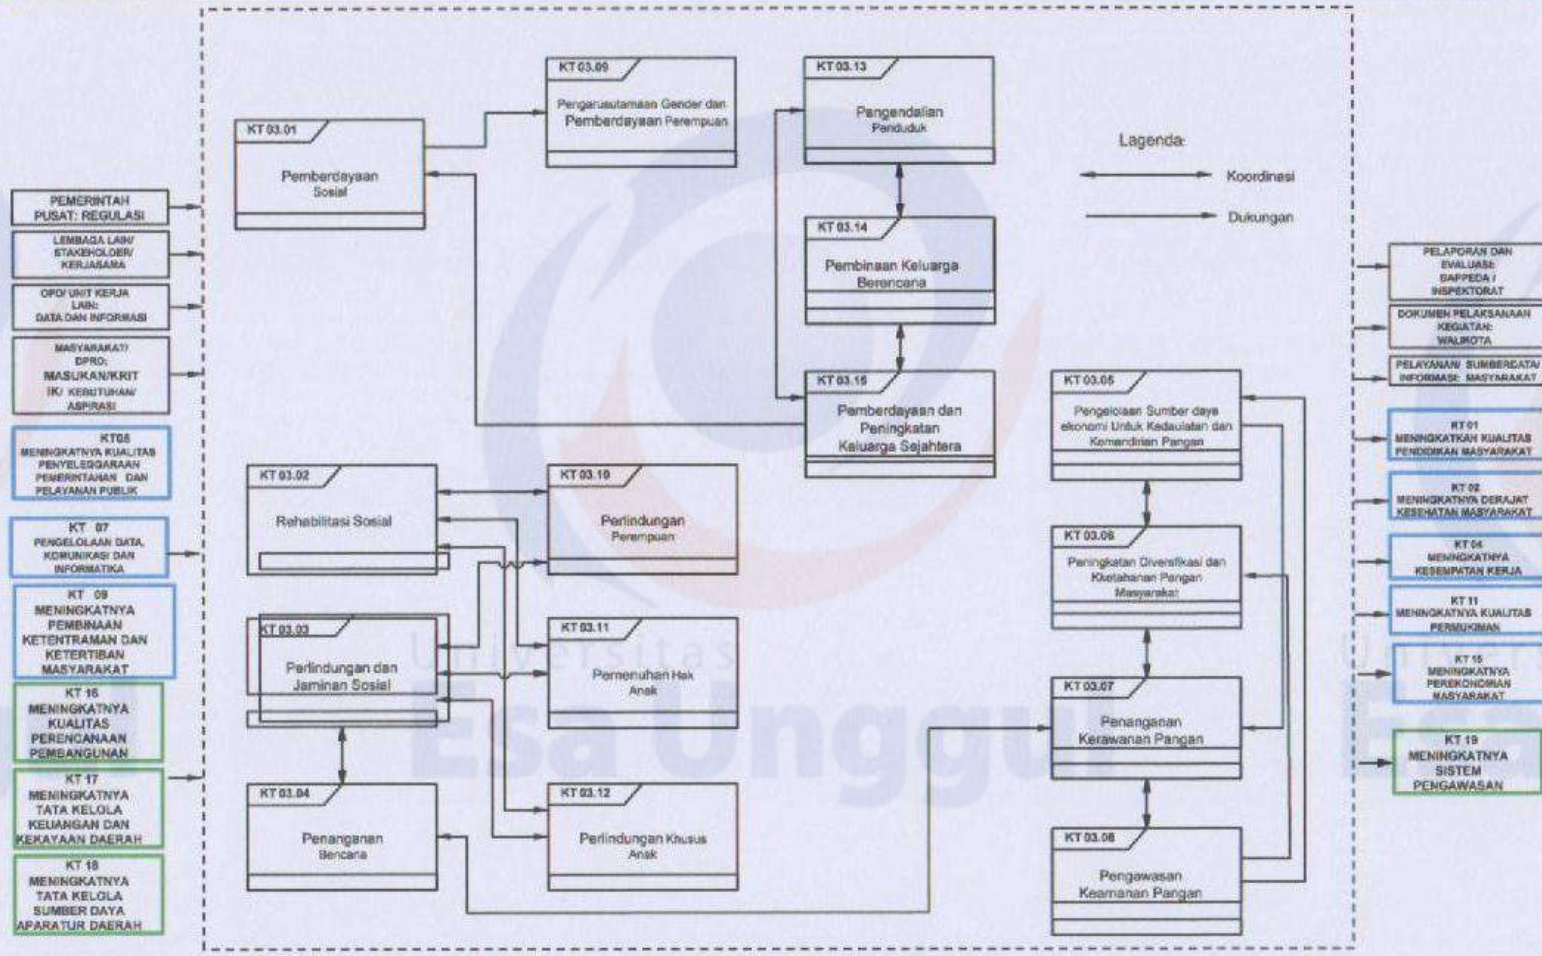 PEMERINTAH
PUSAT: REGULASI
LEMBAGA LAIN/
STAKEHOLDER/
KERJASAMA
OPD/ UNIT KERJA
LAIN:
DATA DAN INFORMASI
MASYARAKAT/
DPRD:
MASUKAN/KRIT
IK/ KEBUTUHAN/
ASPIRASI
KT08
MENINGKATNYA KUALITAS
PENYELEGGARAAN
PEMERINTAHAN DAN
PELAYANAN PUBLIK
KT 07
PENGELOLAAN DATA,
KOMUNIKASI DAN
INFORMATIKA
KT 09
MENINGKATNYA
PEMBINAAN
KETENTRAMAN DAN
KETERTIBAN
MASYARAKAT
KT 16
MENINGKATNYA
KUALITAS
PERENCANAAN
PEMBANGUNAN
KT 17
MENINGKATNYA
TATA KELOLA
KEUANGAN DAN
KEKAYAAN DAERAH
KT 18
MENINGKATNYA
TATA KELOLA
SUMBER DAYA
APARATUR DAERAH
KT 03.01
Pemberdayaan
Sosial
KT 03.09
Pengarusutamaan Gender dan
Pemberdayaan Perempuan
KT 03.13
Pengendalian
Penduduk
Lagenda:
Koordinasi
Dukungan
KT 03.14
Pembinaan Keluarga
Berencana
KT 03.15
Pemberdayaan dan
Peningkatan
Keluarga Sejahtera
KT 03.05
Pengelolaan Sumber daya
ekonomi Untuk Kedaulatan dan
Kemandirian Pangan
KT 03.02
Rehabilitasi Sosial
KT 03.10
Perlindungan
Perempuan
KT 03.06
Peningkatan Diversifikasi dan
Kketahanan Pangan
Masyarakat
KT 03.03
Perlindungan dan
Jaminan Sosial
KT 03.11
Pemenuhan Hak
Anak
KT 03.07
Penanganan
Kerawanan Pangan
KT 03.04
Penanganan
Bencana
KT 03.12
Perlindungan Khusus
Anak
KT 03.08
Pengawasan
Keamanan Pangan
PELAPORAN DAN
EVALUASI:
BAPPEDA /
INSPEKTORAT
DOKUMEN PELAKSANAAN
KEGIATAN:
WALIKOTA
PELAYANAN/ SUMBERDATA/
INFORMASI: MASYARAKAT
KT 01
MENINGKATKAN KUALITAS
PENDIDIKAN MASYARAKAT
KT 02
MENINGKATNYA DERAJAT
KESEHATAN MASYARAKAT
KT 04
MENINGKATNYA
KESEMPATAN KERJA
KT 11
MENINGKATNYA KUALITAS
PERMUKIMAN
KT 15
MENINGKATNYA
PEREKONOMIAN
MASYARAKAT
KT 19
MENINGKATNYA
SISTEM
PENGAWASAN
Universitas
Esa Unggul